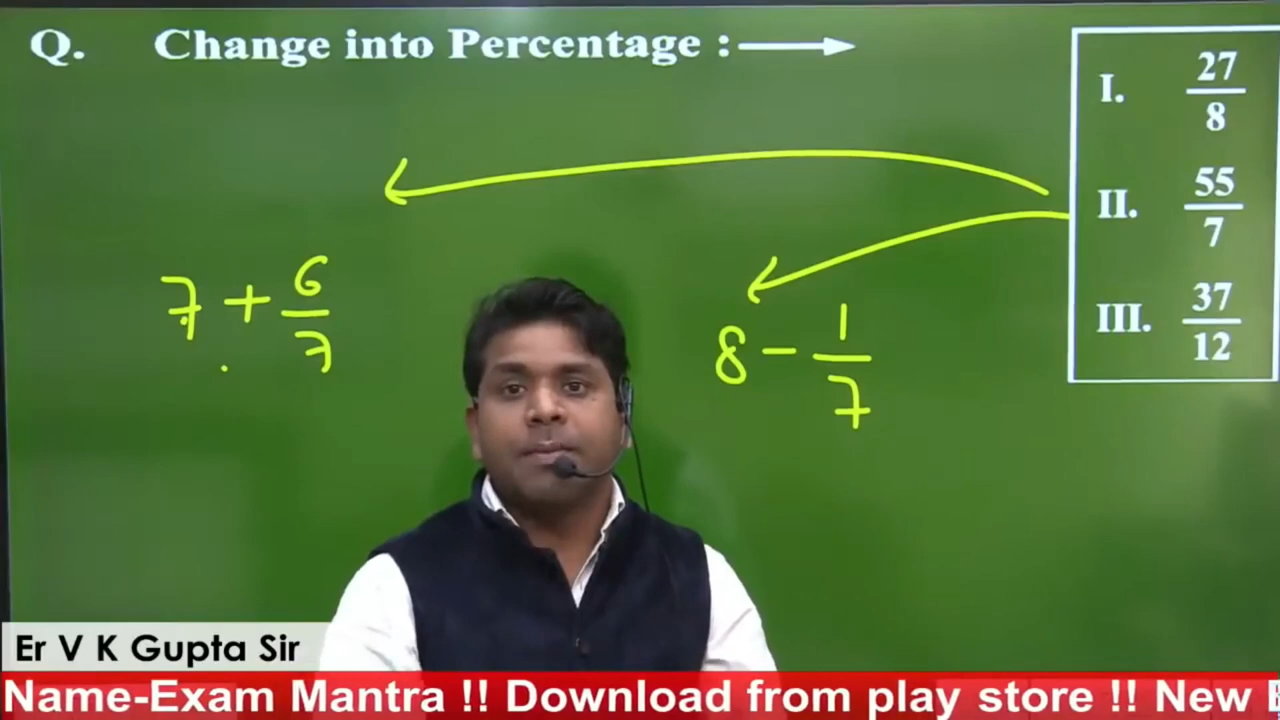 Q. Change into Percentage :→
I. 27/8
II. 55/7
III. 37/12
7 + 6/7
8 - 1/7
Er V K Gupta Sir
Name-Exam Mantra !! Download from play store !! New